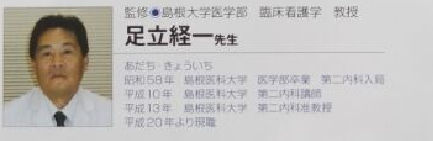 監修●島根大学医学部 臨床看護学 教授
足立経一先生
あだち・きょういち
昭和58年 島根医科大学 医学部卒業 第二内科入局
平成10年 島根医科大学 第二内科講師
平成13年 島根医科大学 第二内科准教授
平成20年より現職